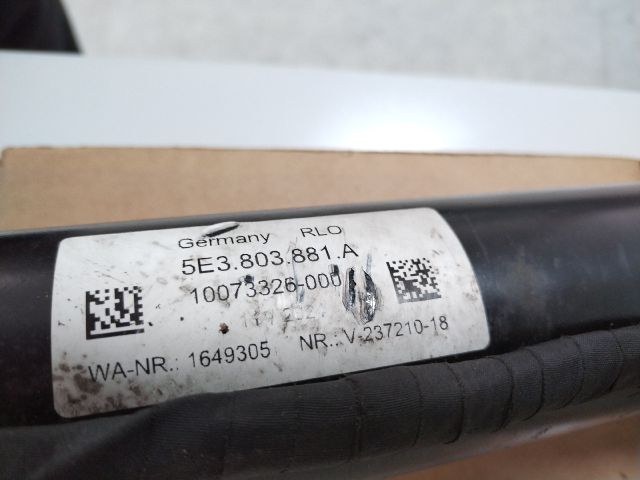 Germany RLO
5E3.803.881.A
10073326-000
WA-NR.: 1649305 NR.: V-237210-18